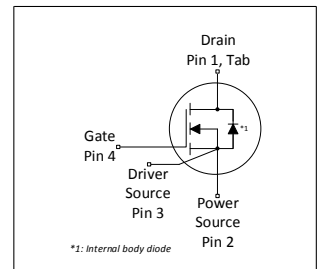 Drain
Pin 1, Tab
*1
Gate
Pin 4
Driver
Source
Pin 3
Power
Source
Pin 2
*1: Internal body diode